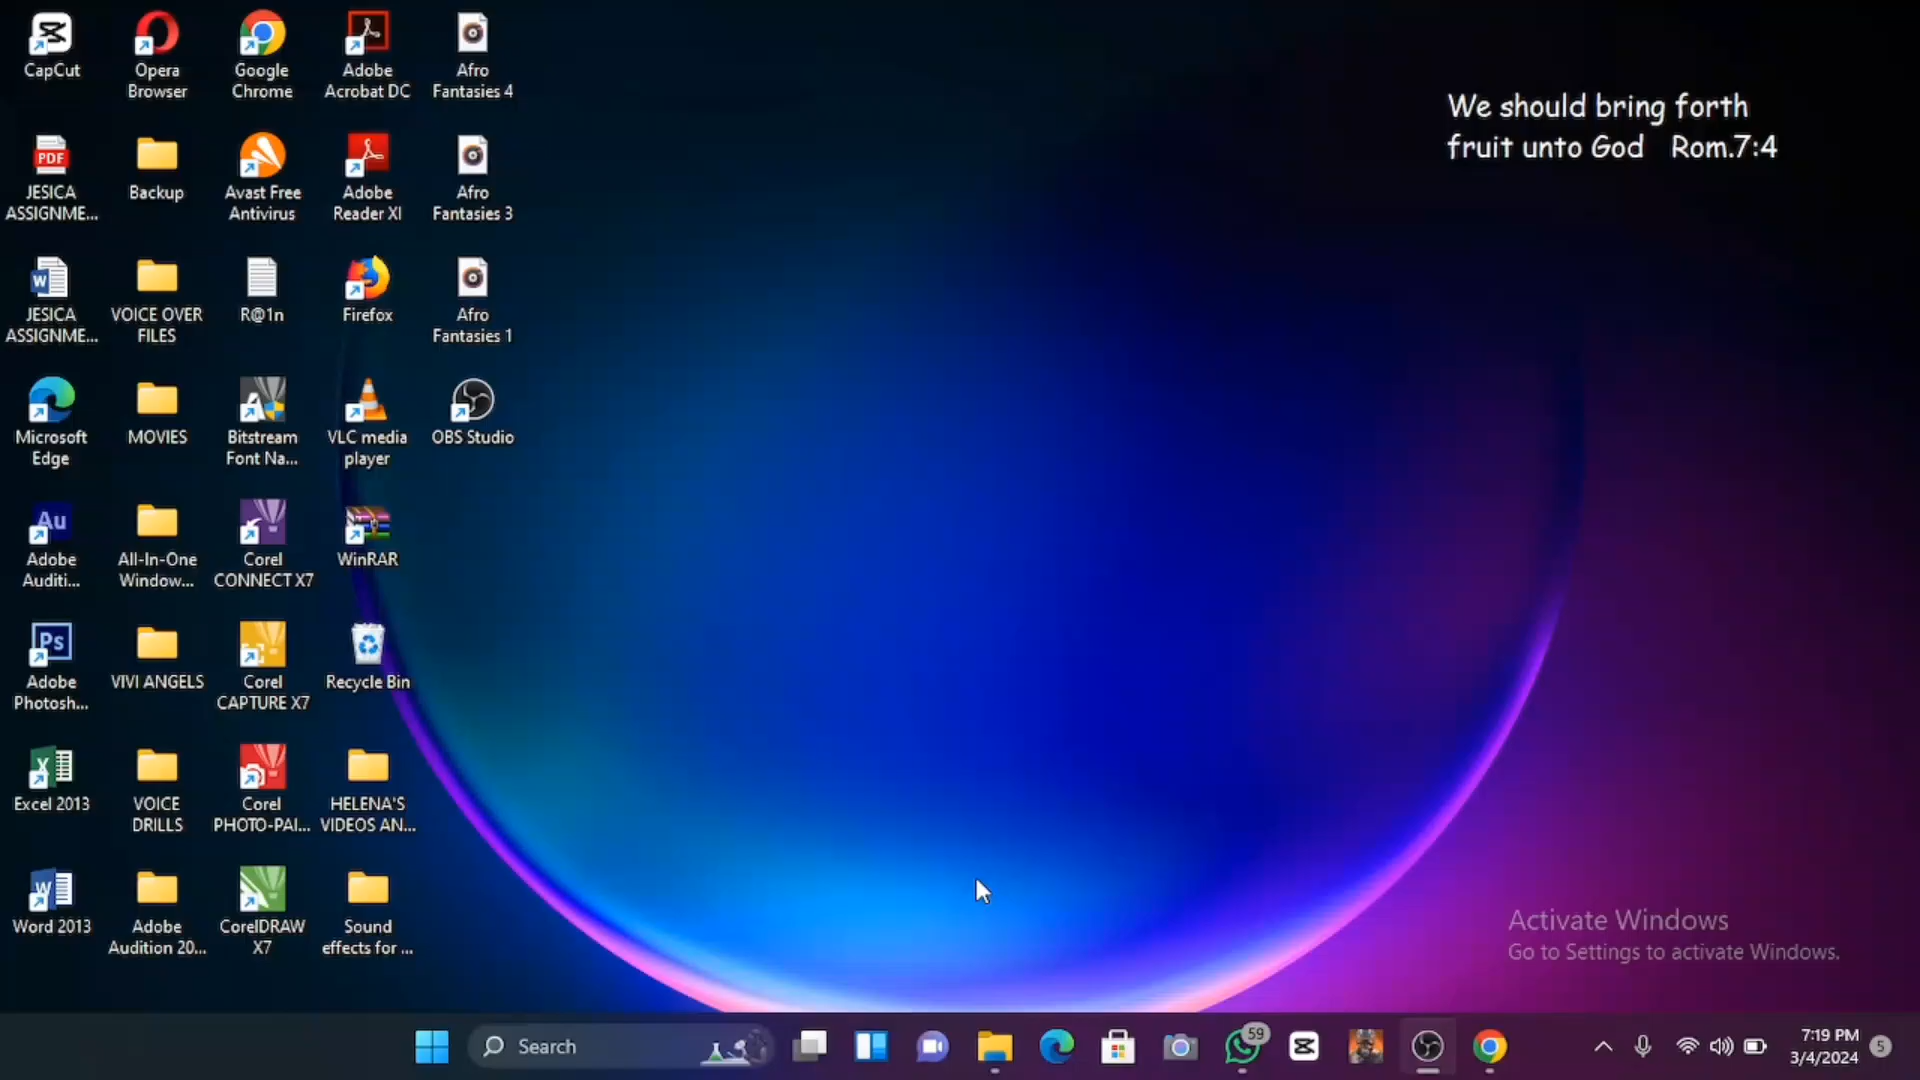 CapCut
Opera
Browser
Google
Chrome
Adobe
Acrobat DC
Afro
Fantasies 4
We should bring forth
fruit unto God Rom.7:4
PDF
JESICA
ASSIGNME...
Backup
Avast Free
Antivirus
Adobe
Reader XI
Afro
Fantasies 3
W
JESICA
ASSIGNME...
VOICE OVER
FILES
R@1n
Firefox
Afro
Fantasies 1
Microsoft
Edge
MOVIES
Bitstream
Font Na...
VLC media
player
OBS Studio
Au
Adobe
Auditi...
All-In-One
Window...
Corel
CONNECT X7
WinRAR
Ps
Adobe
Photosh...
VIVI ANGELS
Corel
CAPTURE X7
Recycle Bin
X
Excel 2013
VOICE
DRILLS
Corel
PHOTO-PAI...
HELENA'S
VIDEOS AN...
W
Word 2013
Adobe
Audition 20...
CorelDRAW
X7
Sound
effects for ...
Activate Windows
Go to Settings to activate Windows.
Search
59
7:19 PM
3/4/2024
5